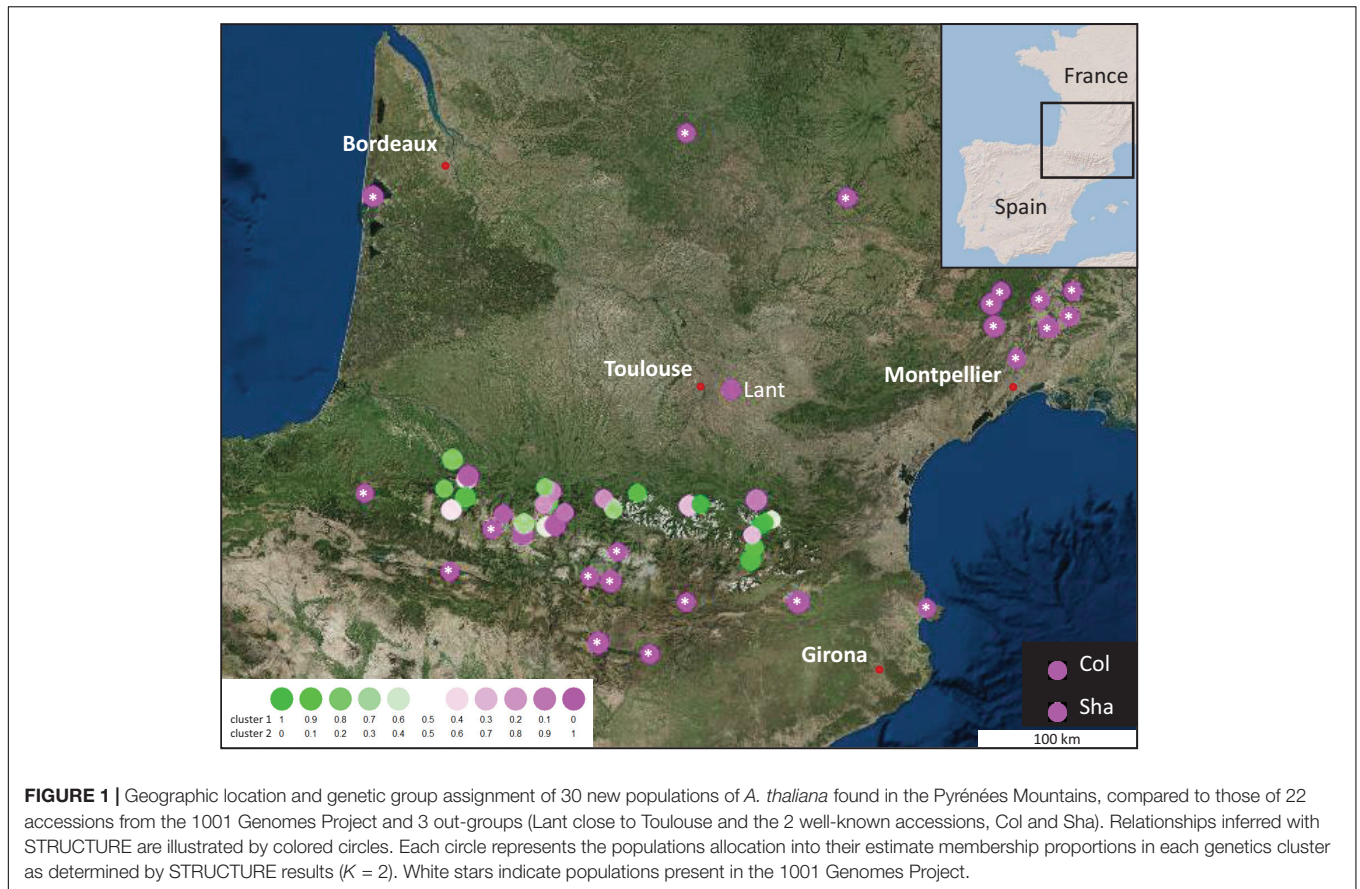 France
Spain
Bordeaux
Toulouse
Lant
Montpellier
Girona
Col
Sha
100 km
cluster 1 1 0.9 0.8 0.7 0.6 0.5 0.4 0.3 0.2 0.1 0
cluster 2 0 0.1 0.2 0.3 0.4 0.5 0.6 0.7 0.8 0.9 1
FIGURE 1 | Geographic location and genetic group assignment of 30 new populations of A. thaliana found in the Pyrénées Mountains, compared to those of 22
accessions from the 1001 Genomes Project and 3 out-groups (Lant close to Toulouse and the 2 well-known accessions, Col and Sha). Relationships inferred with
STRUCTURE are illustrated by colored circles. Each circle represents the populations allocation into their estimate membership proportions in each genetics cluster
as determined by STRUCTURE results (K = 2). White stars indicate populations present in the 1001 Genomes Project.